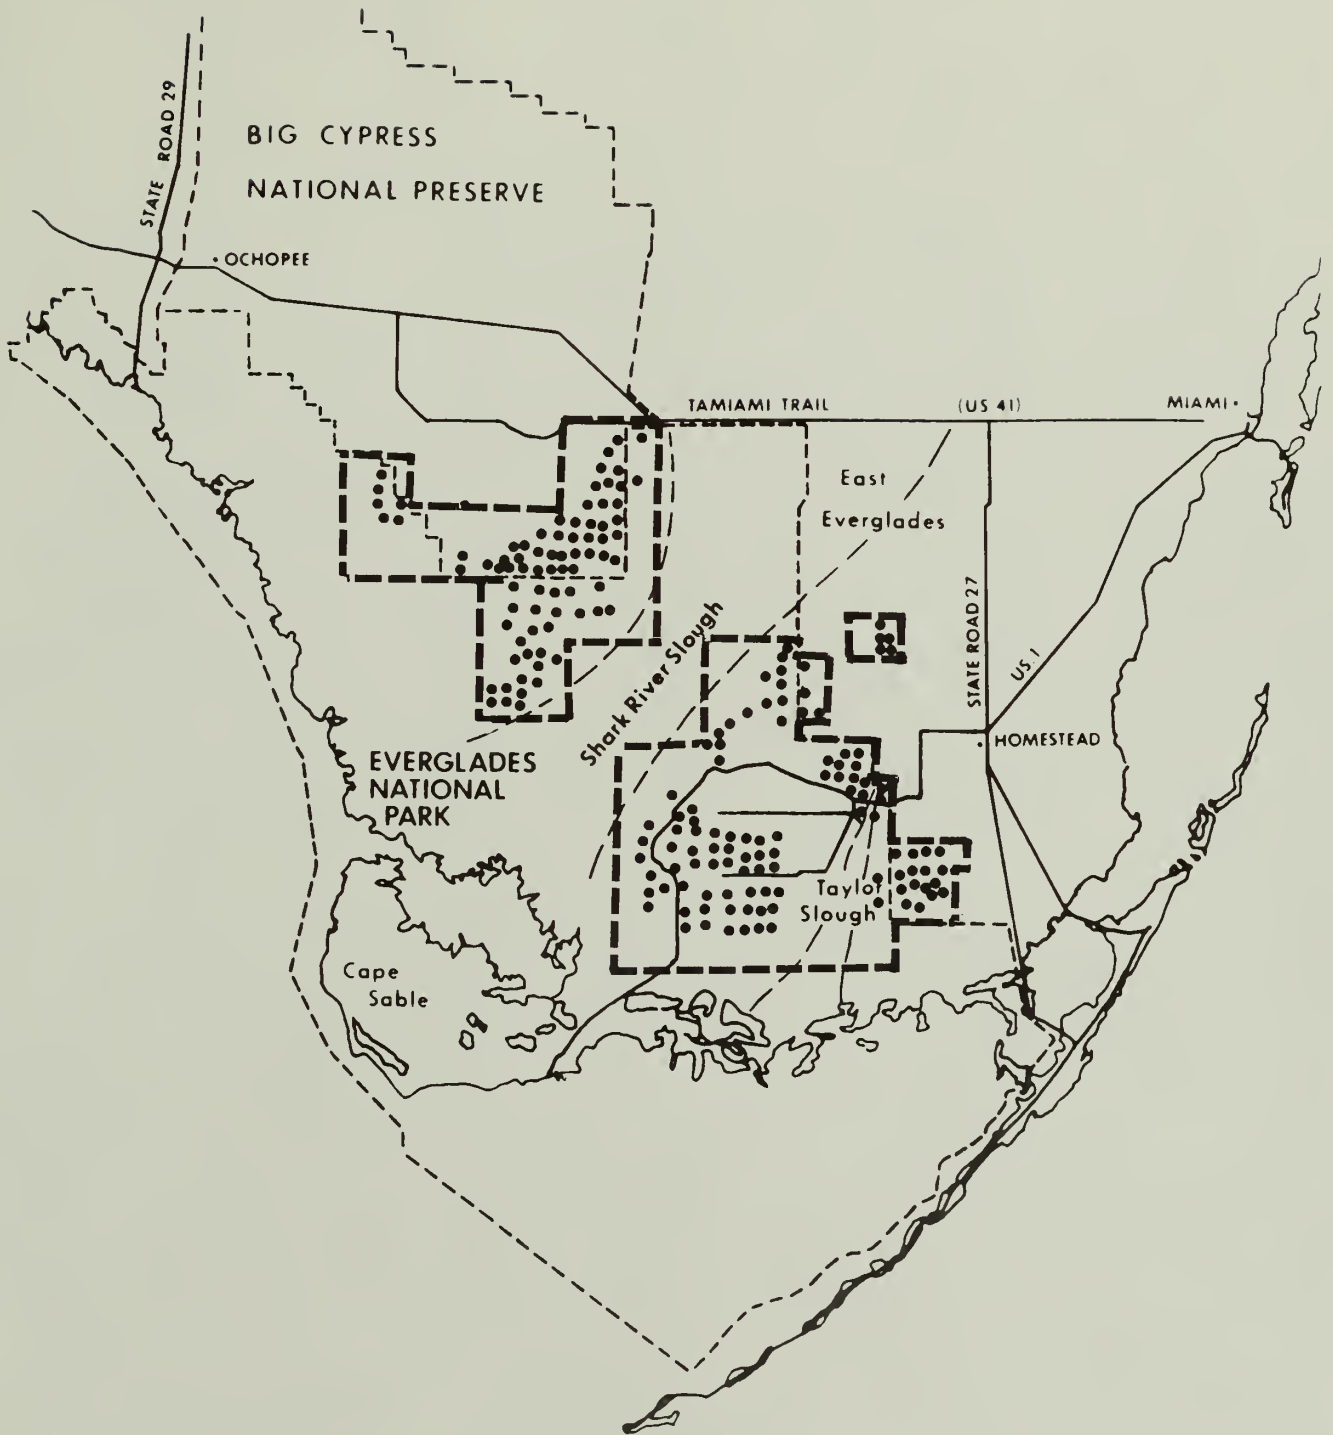 STATE ROAD 29
BIG CYPRESS
NATIONAL PRESERVE
OCHOPEE
TAMIAMI TRAIL
(US 41)
MIAMI
East
Everglades
STATE ROAD 27
US. 1
Shark River Slough
HOMESTEAD
EVERGLADES
NATIONAL
PARK
Taylor
Slough
Cape
Sable